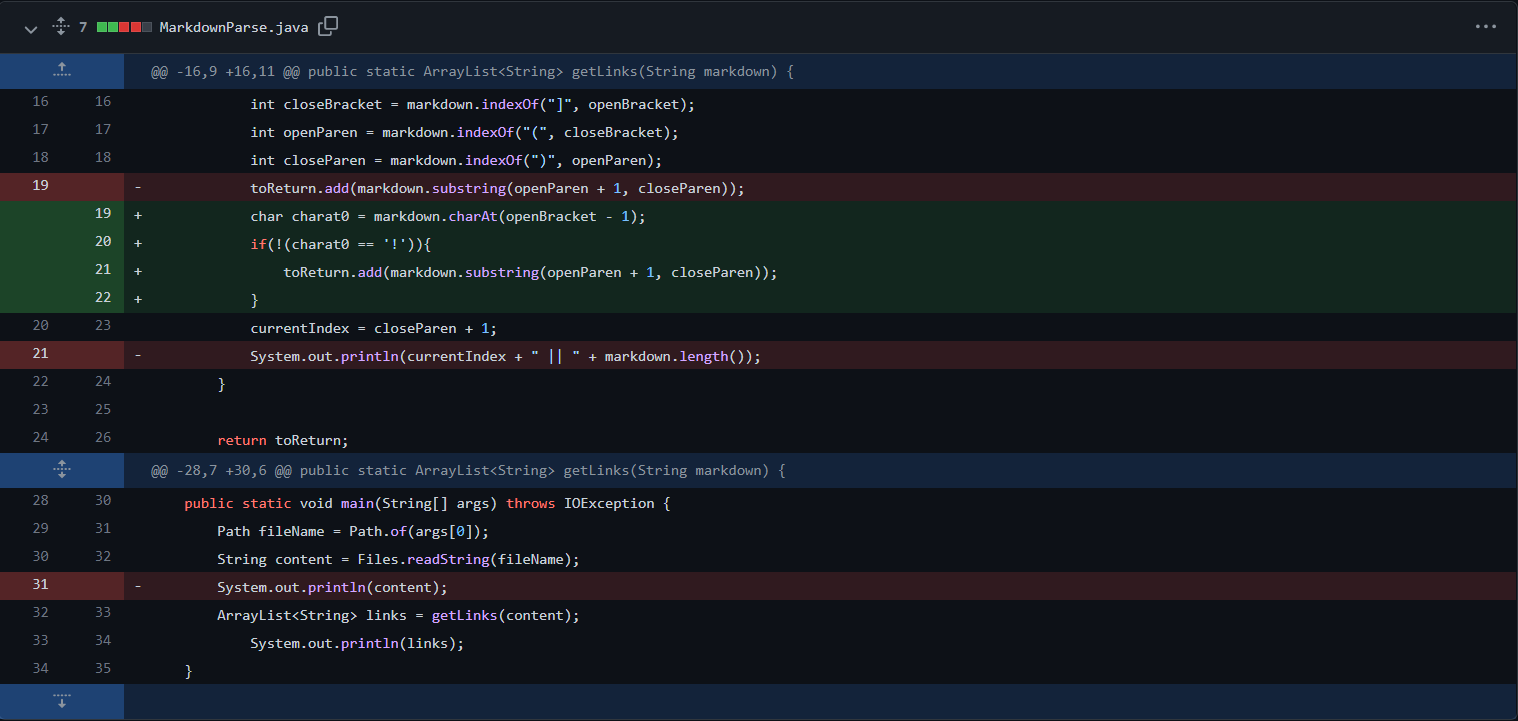 7 MarkdownParse.java
@@ -16,9 +16,11 @@ public static ArrayList<String> getLinks(String markdown) {
16 16 int closeBracket = markdown.indexOf("]", openBracket);
17 17 int openParen = markdown.indexOf("(", closeBracket);
18 18 int closeParen = markdown.indexOf(")", openParen);
19 - toReturn.add(markdown.substring(openParen + 1, closeParen));
19 + char charat0 = markdown.charAt(openBracket - 1);
20 + if(!(charat0 == '!')){
21 + toReturn.add(markdown.substring(openParen + 1, closeParen));
22 + }
20 23 currentIndex = closeParen + 1;
21 - System.out.println(currentIndex + " || " + markdown.length());
22 24 }
23 25
24 26 return toReturn;
@@ -28,7 +30,6 @@ public static ArrayList<String> getLinks(String markdown) {
28 30 public static void main(String[] args) throws IOException {
29 31 Path fileName = Path.of(args[0]);
30 32 String content = Files.readString(fileName);
31 - System.out.println(content);
32 33 ArrayList<String> links = getLinks(content);
33 34 System.out.println(links);
34 35 }